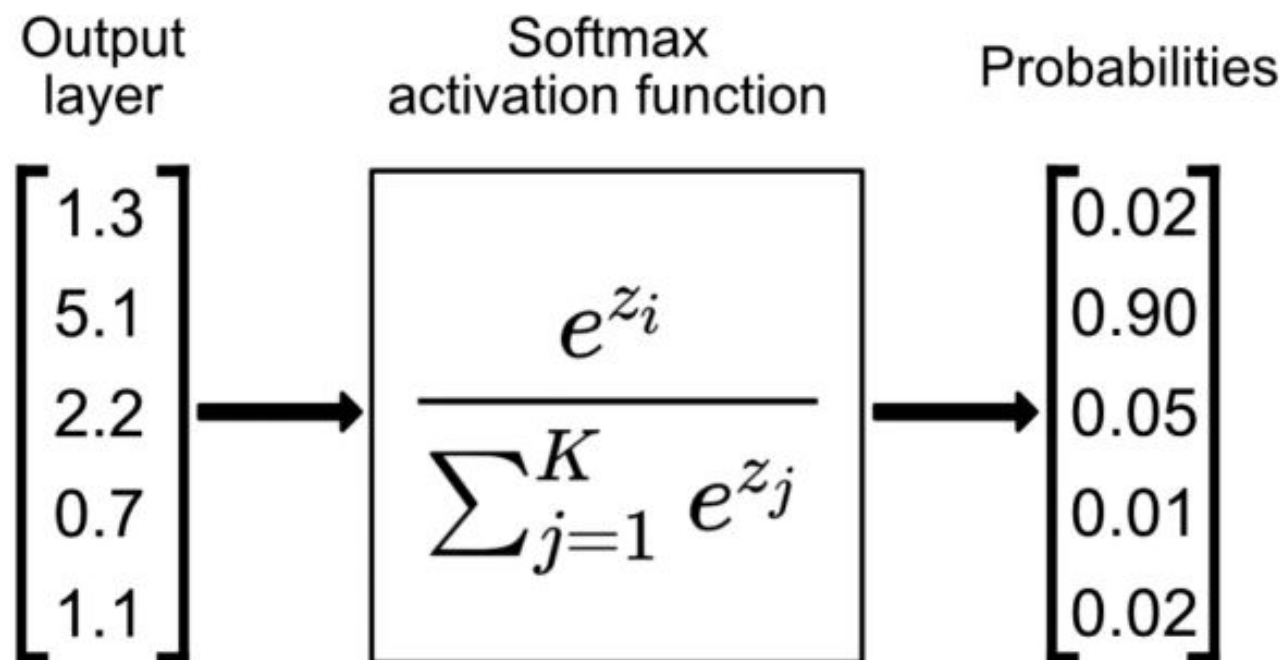 Output
layer
Softmax
activation function
Probabilities
1.3
5.1
2.2
0.7
1.1
e^{z_i}
\sum_{j=1}^{K} e^{z_j}
0.02
0.90
0.05
0.01
0.02